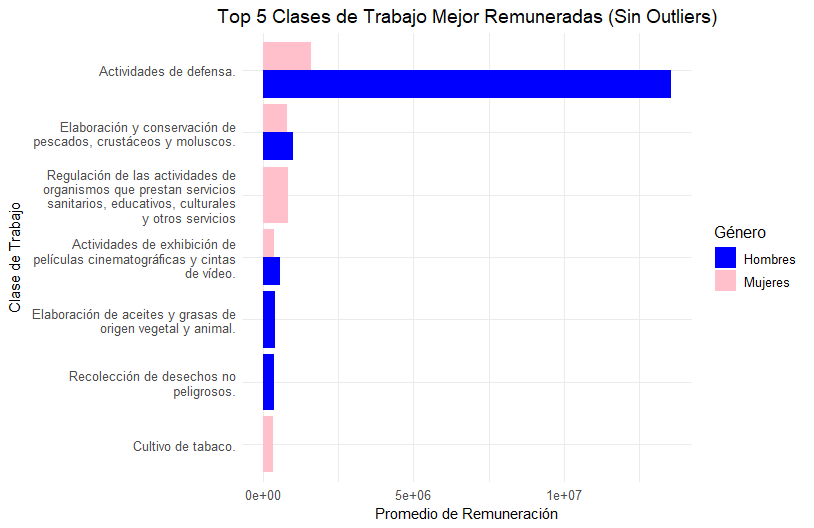 Top 5 Clases de Trabajo Mejor Remuneradas (Sin Outliers)
Clase de Trabajo
Actividades de defensa.
Elaboración y conservación de
pescados, crustáceos y moluscos.
Regulación de las actividades de
organismos que prestan servicios
sanitarios, educativos, culturales
y otros servicios
Actividades de exhibición de
películas cinematográficas y cintas
de vídeo.
Elaboración de aceites y grasas de
origen vegetal y animal.
Recolección de desechos no
peligrosos.
Cultivo de tabaco.
0e+00
5e+06
1e+07
Promedio de Remuneración
Género
Hombres
Mujeres